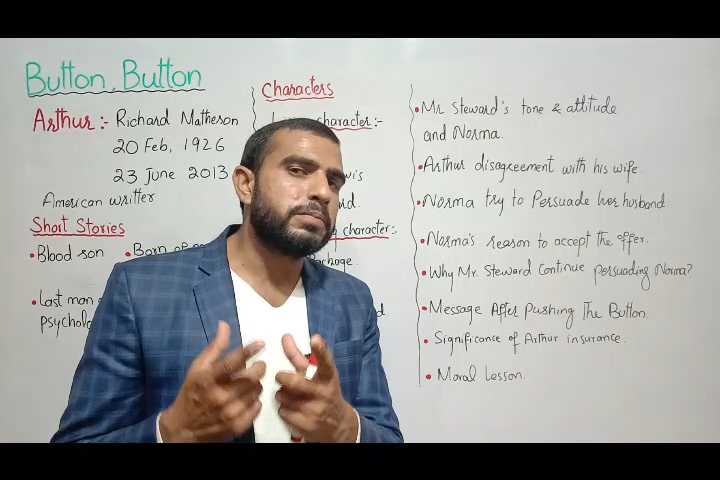 Button, Button
Arthur :- Richard Matheson
20 Feb, 1926
23 June 2013
American writter
Short Stories
• Blood son • Born of
• Last man
Characters
character :-
character :-
Package
• Mr Steward's tone & attitude
and Norma.
• Arthur disagreement with his wife
• Norma try to Persuade her husband
• Norma's reason to accept the offer.
• Why Mr. Steward Continue persuading Norma?
• Message After Pushing The Button.
• Significance of Arthur insurance.
• Moral Lesson.